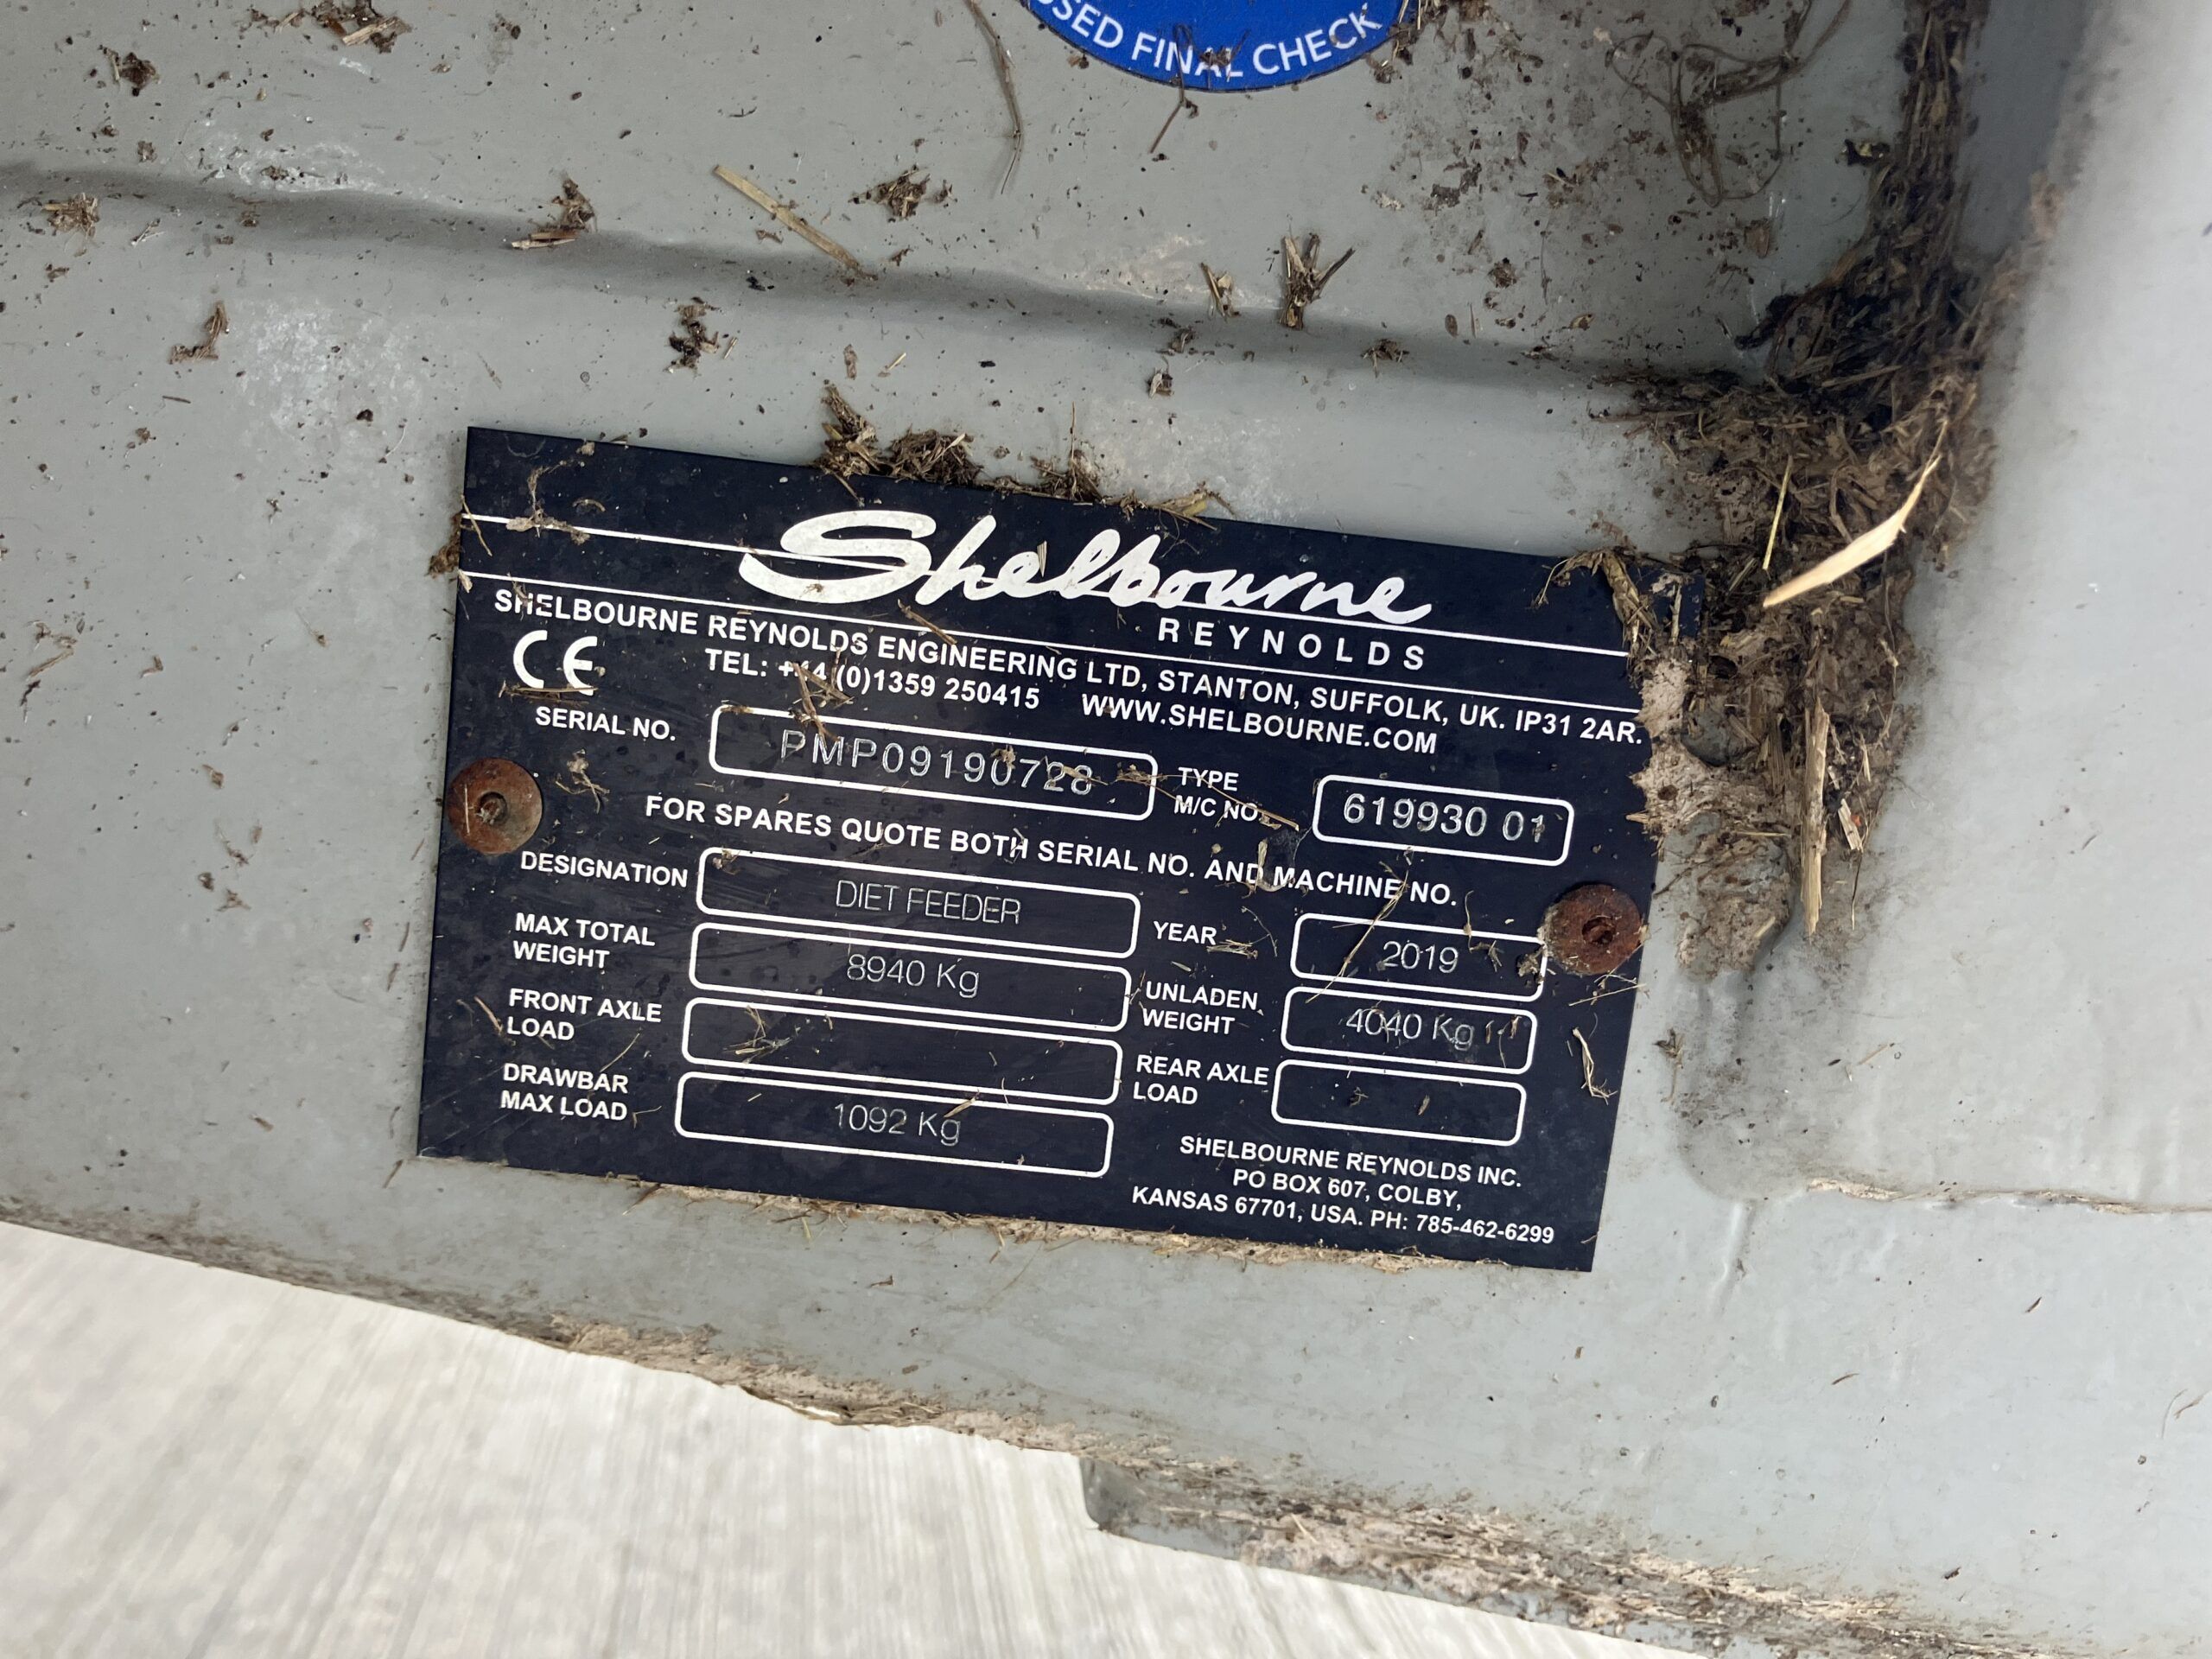 USED FINAL CHECK
Shelbourne
REYNOLDS
SHELBOURNE REYNOLDS ENGINEERING LTD, STANTON, SUFFOLK, UK. IP31 2AR.
CE TEL: +44 (0)1359 250415 WWW.SHELBOURNE.COM
SERIAL NO. PMP09190728 TYPE M/C NO. 619930 01
FOR SPARES QUOTE BOTH SERIAL NO. AND MACHINE NO.
DESIGNATION DIET FEEDER YEAR 2019
MAX TOTAL WEIGHT 8940 Kg UNLADEN WEIGHT 4040 Kg
FRONT AXLE LOAD REAR AXLE LOAD
DRAWBAR MAX LOAD 1092 Kg
SHELBOURNE REYNOLDS INC.
PO BOX 607, COLBY,
KANSAS 67701, USA. PH: 785-462-6299